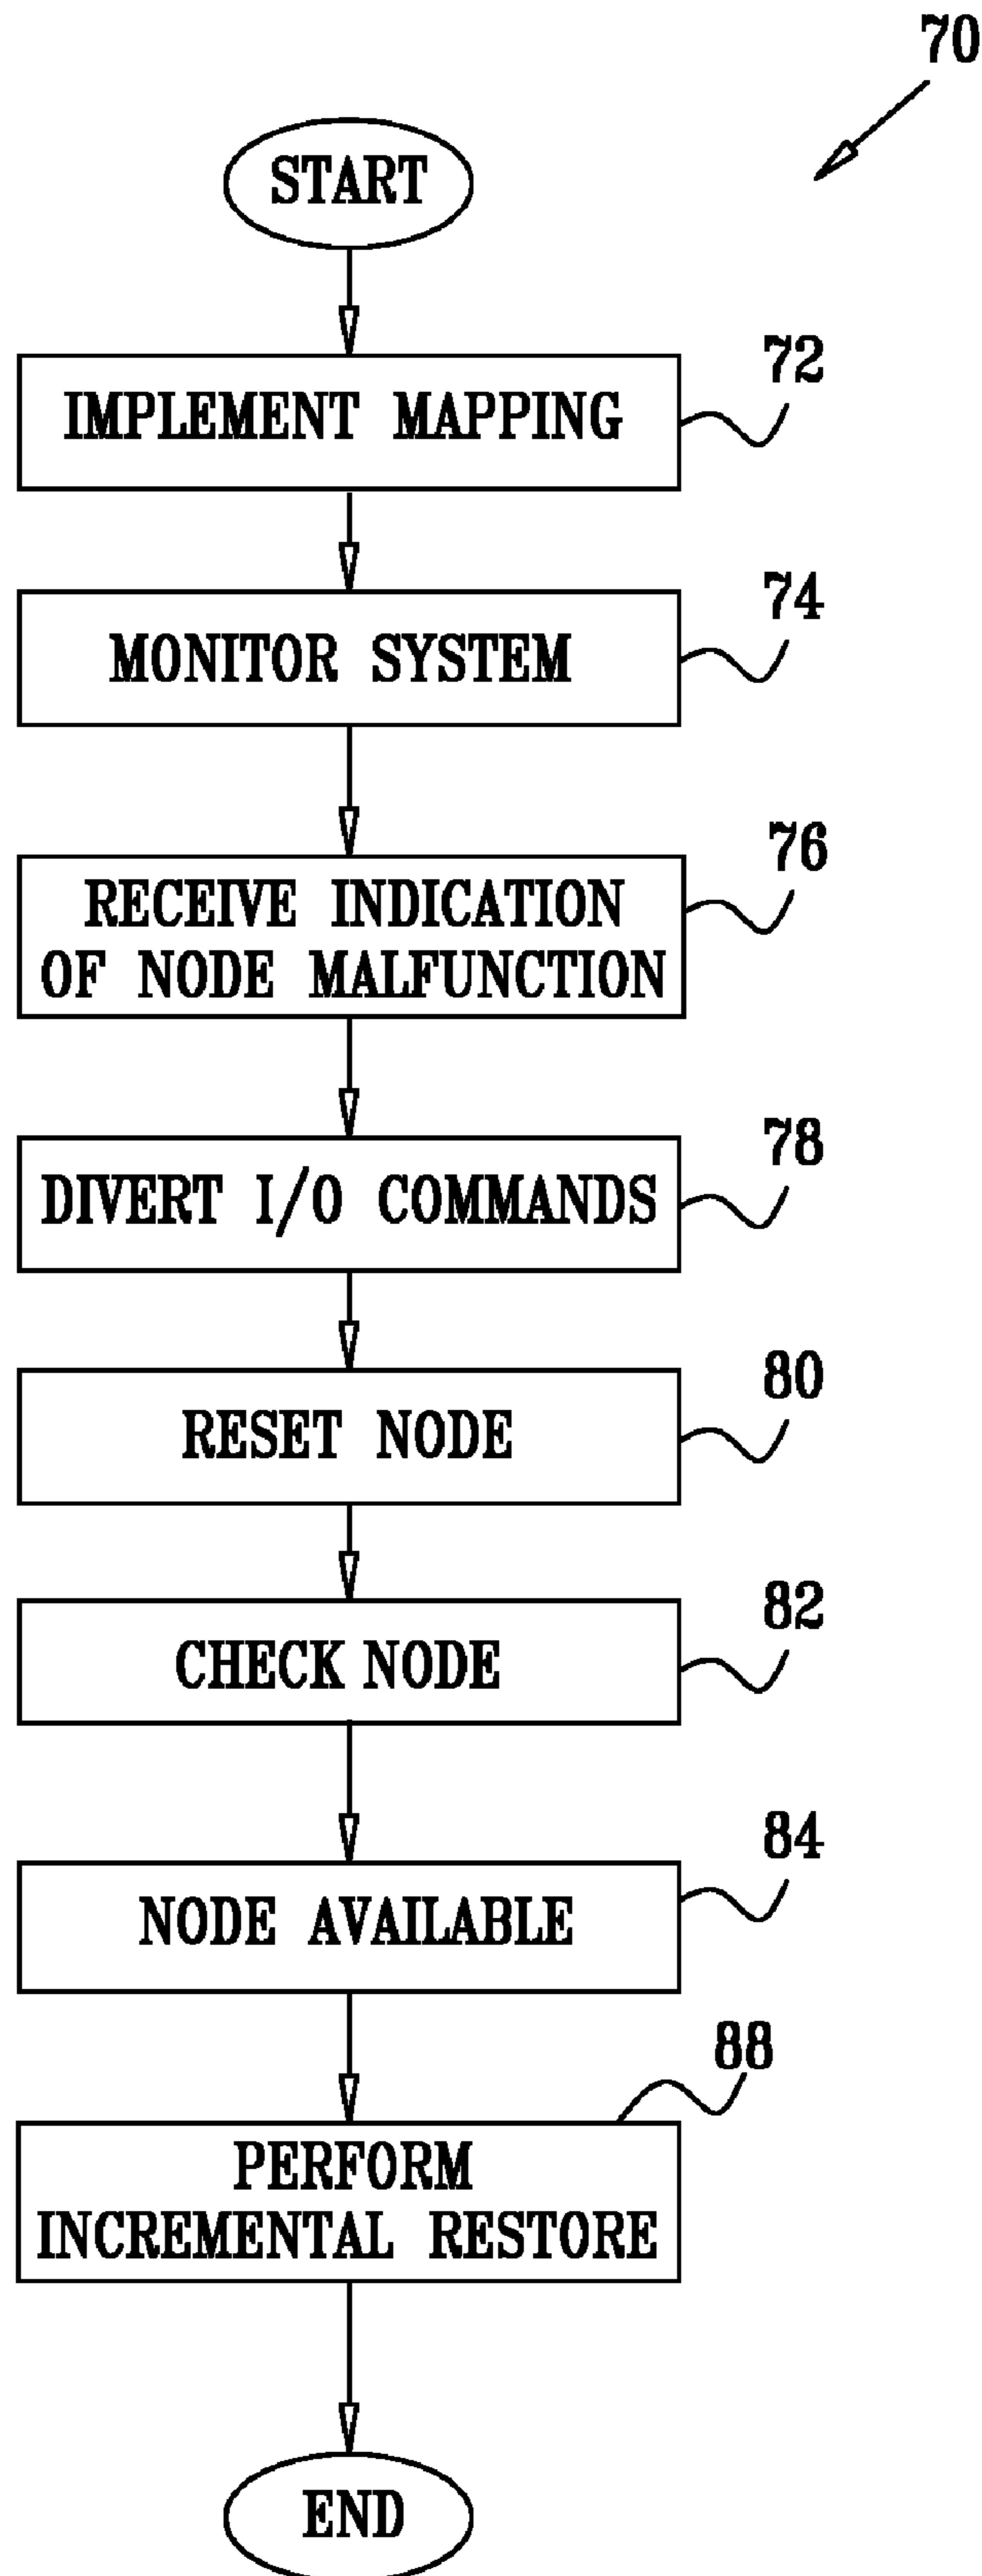 70
START
IMPLEMENT MAPPING
72
MONITOR SYSTEM
74
RECEIVE INDICATION
OF NODE MALFUNCTION
76
DIVERT I/O COMMANDS
78
RESET NODE
80
CHECK NODE
82
NODE AVAILABLE
84
PERFORM
INCREMENTAL RESTORE
88
END